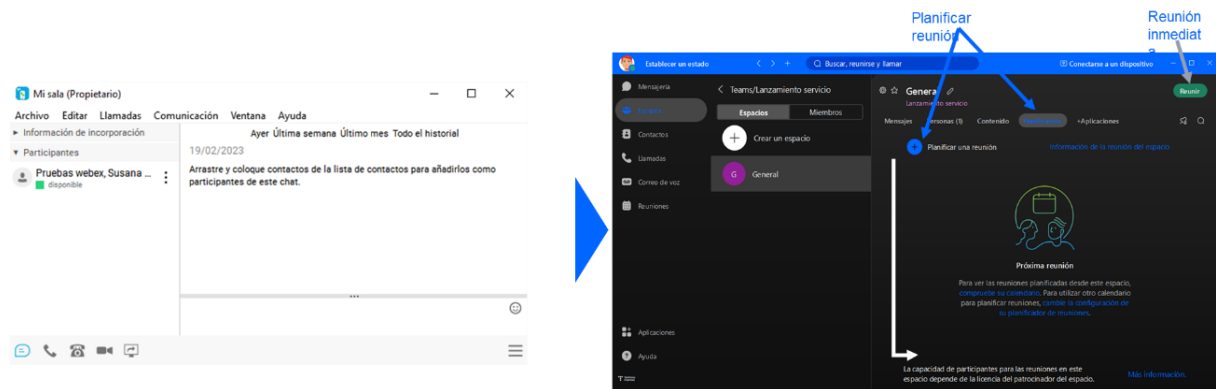 Planificar
reunión
Reunión
inmediat
a
Mi sala (Propietario)
Archivo Editar Llamadas Comunicación Ventana Ayuda
Información de incorporación
Participantes
Pruebas webex, Susana ...
disponible
Ayer Última semana Último mes Todo el historial
19/02/2023
Arrastre y coloque contactos de la lista de contactos para añadirlos como
participantes de este chat.
Establecer un estado
Buscar, reunirse y llamar
Conectarse a un dispositivo
Mensajería
Contactos
Llamadas
Correo de voz
Reuniones
Aplicaciones
Ayuda
Teams/Lanzamiento servicio
Espacios Miembros
Crear un espacio
G General
General
Lanzamiento servicio
Reunir
Mensajes Personas (1) Contenido +Aplicaciones
Planificar una reunión
Información de la reunión del espacio
Próxima reunión
Para ver las reuniones planificadas desde este espacio,
compruebe su calendario. Para utilizar otro calendario
para planificar reuniones, cambie la configuración de
su planificador de reuniones.
La capacidad de participantes para las reuniones en este
espacio depende de la licencia del patrocinador del espacio.
Más información.